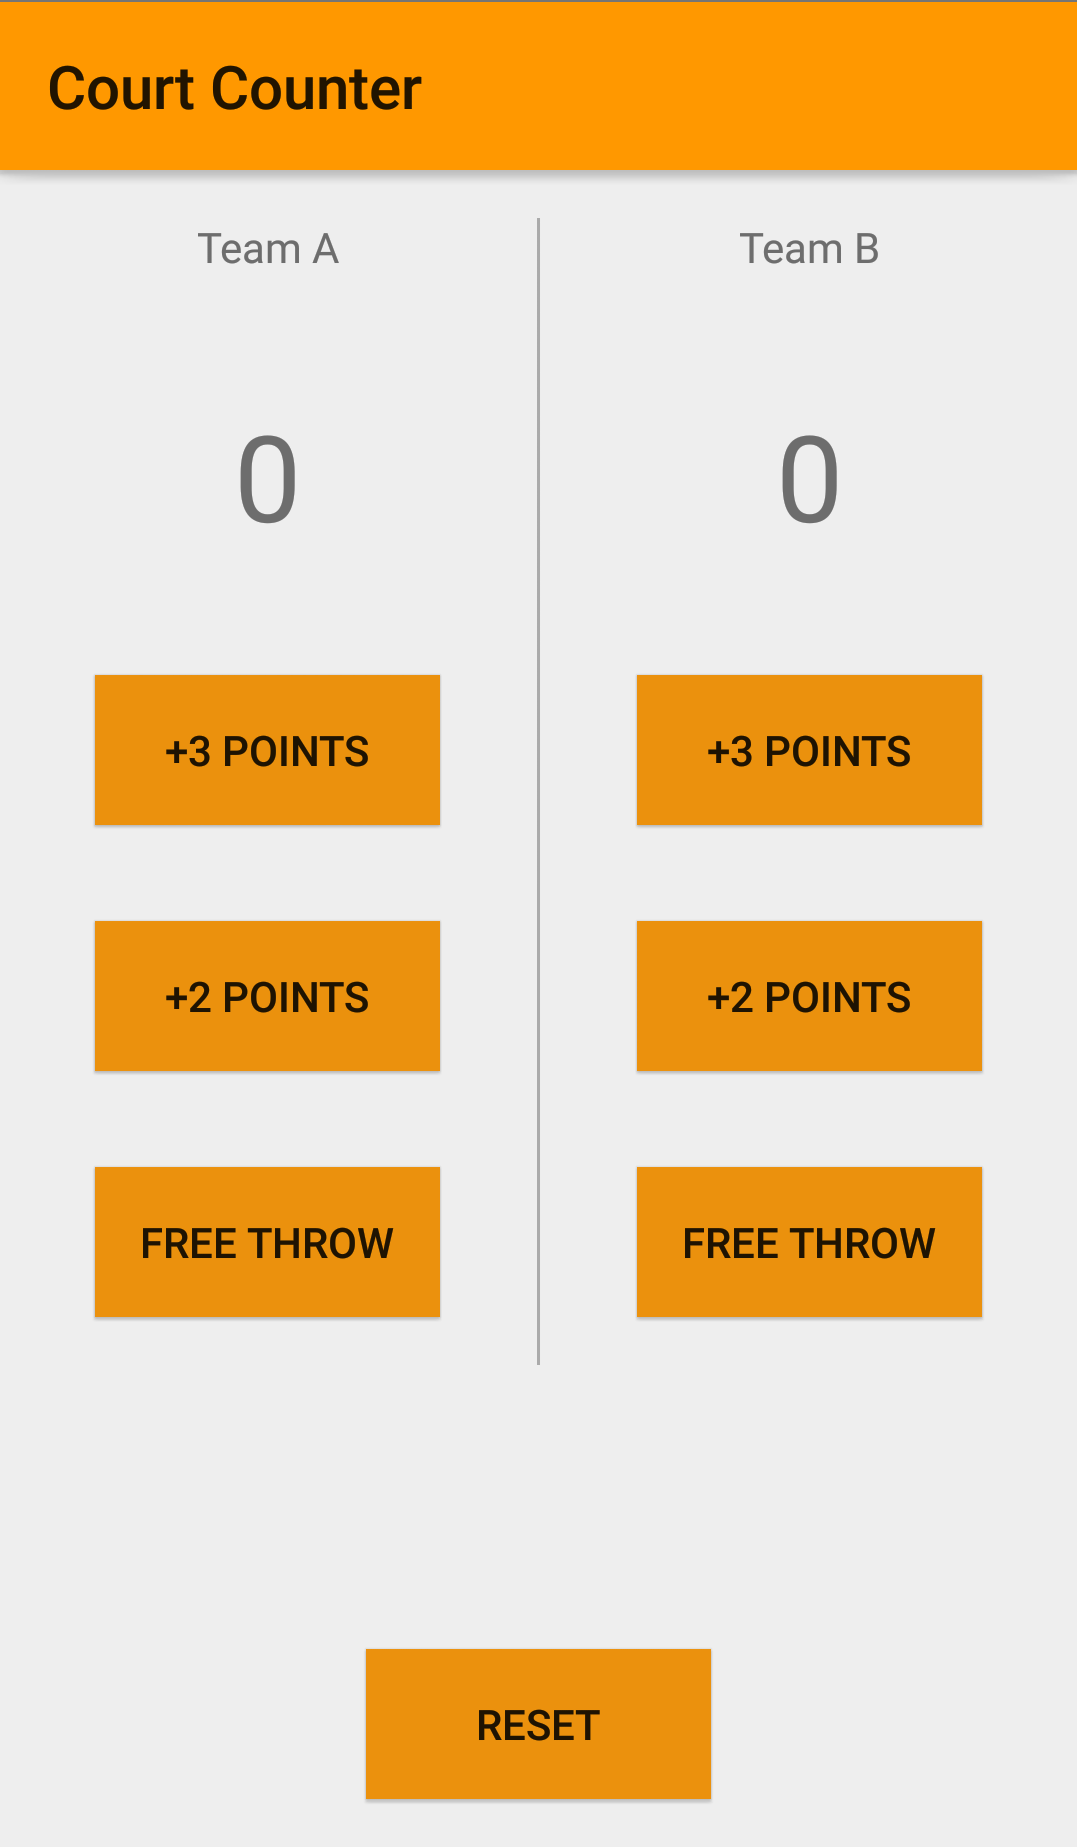 Court Counter
Team A
Team B
0
0
+3 POINTS
+3 POINTS
+2 POINTS
+2 POINTS
FREE THROW
FREE THROW
RESET